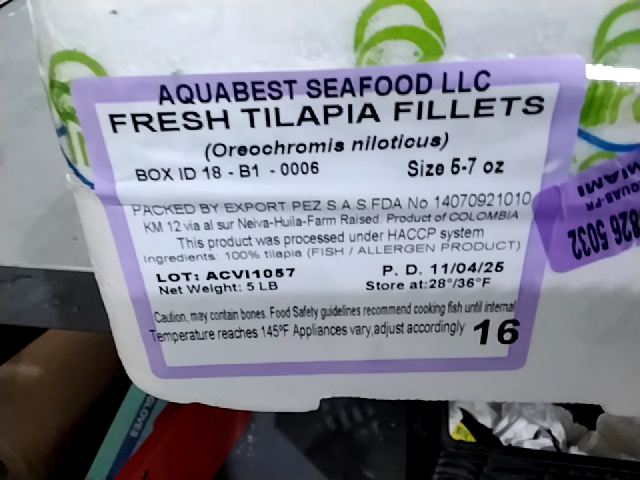 AQUABEST SEAFOOD LLC
FRESH TILAPIA FILLETS
(Oreochromis niloticus)
BOX ID 18 - B1 - 0006 Size 5-7 oz
PACKED BY EXPORT PEZ S.A.S.FDA No 14070921010
KM 12 via al sur Neiva-Huila-Farm Raised. Product of COLOMBIA
This product was processed under HACCP system
Ingredients: 100% tilapia (FISH / ALLERGEN PRODUCT)
LOT: ACVI1057 P. D. 11/04/25
Net Weight: 5 LB Store at:28°/36°F
Caution, may contain bones. Food Safety guidelines recommend cooking fish until internal
Temperature reaches 145°F Appliances vary,adjust accordingly 16
MIAMI
826 5032
GLOVES